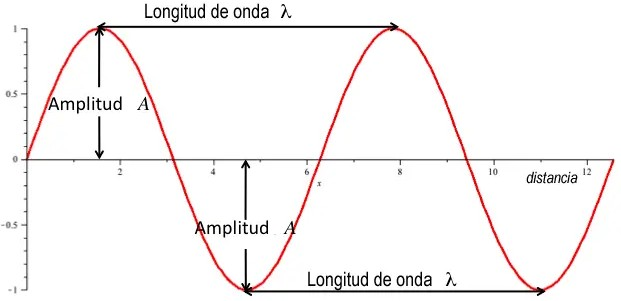 Longitud de onda λ
1
0.5
Amplitud A
0
2
4
6
8
10
12
x
distancia
-0.5
Amplitud A
Longitud de onda λ
-1